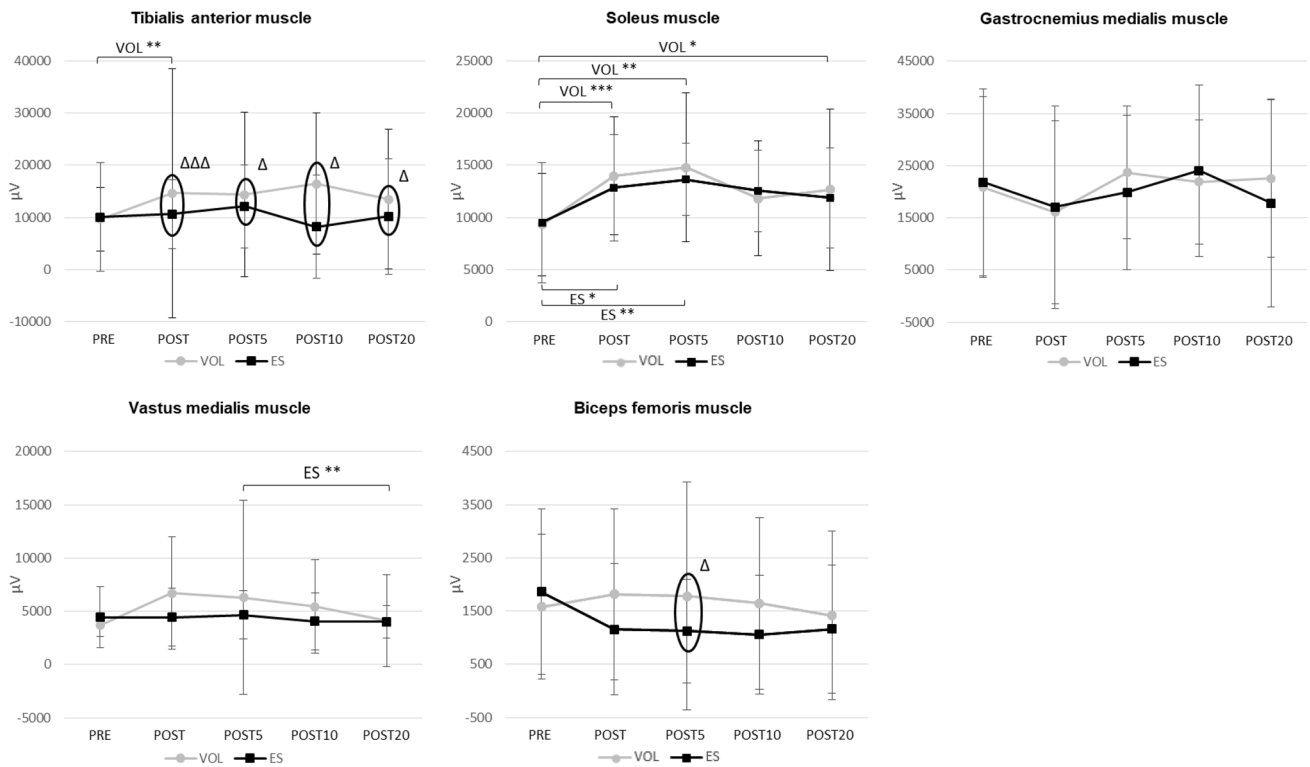 Tibialis anterior muscle
VOL **
40000
30000
20000
10000
0
-10000
µV
ΔΔΔ
Δ
Δ
Δ
PRE POST POST5 POST10 POST20
VOL ES
Soleus muscle
VOL *
VOL **
VOL ***
25000
20000
15000
10000
5000
0
µV
ES *
ES **
PRE POST POST5 POST10 POST20
VOL ES
Gastrocnemius medialis muscle
45000
35000
25000
15000
5000
-5000
µV
PRE POST POST5 POST10 POST20
VOL ES
Vastus medialis muscle
20000
15000
10000
5000
0
-5000
µV
ES **
PRE POST POST5 POST10 POST20
VOL ES
Biceps femoris muscle
4500
3500
2500
1500
500
-500
µV
Δ
PRE POST POST5 POST10 POST20
VOL ES